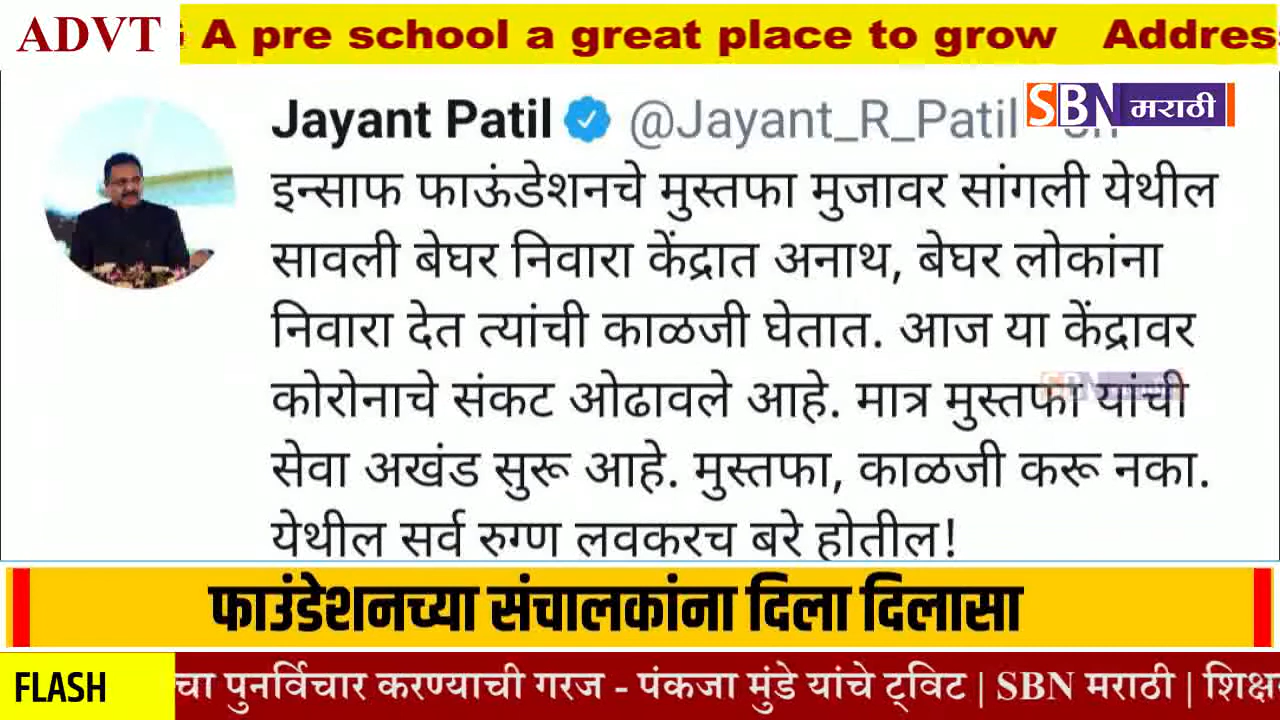 ADVT A pre school a great place to grow Address
Jayant Patil @Jayant_R_Patil
SBN मराठी
इन्साफ फाऊंडेशनचे मुस्तफा मुजावर सांगली येथील
सावली बेघर निवारा केंद्रात अनाथ, बेघर लोकांना
निवारा देत त्यांची काळजी घेतात. आज या केंद्रावर
कोरोनाचे संकट ओढावले आहे. मात्र मुस्तफा यांची
सेवा अखंड सुरू आहे. मुस्तफा, काळजी करू नका.
येथील सर्व रुग्ण लवकरच बरे होतील!
फाउंडेशनच्या संचालकांना दिला दिलासा
FLASH चा पुनर्विचार करण्याची गरज - पंकजा मुंडे यांचे ट्विट | SBN मराठी | शिक्ष